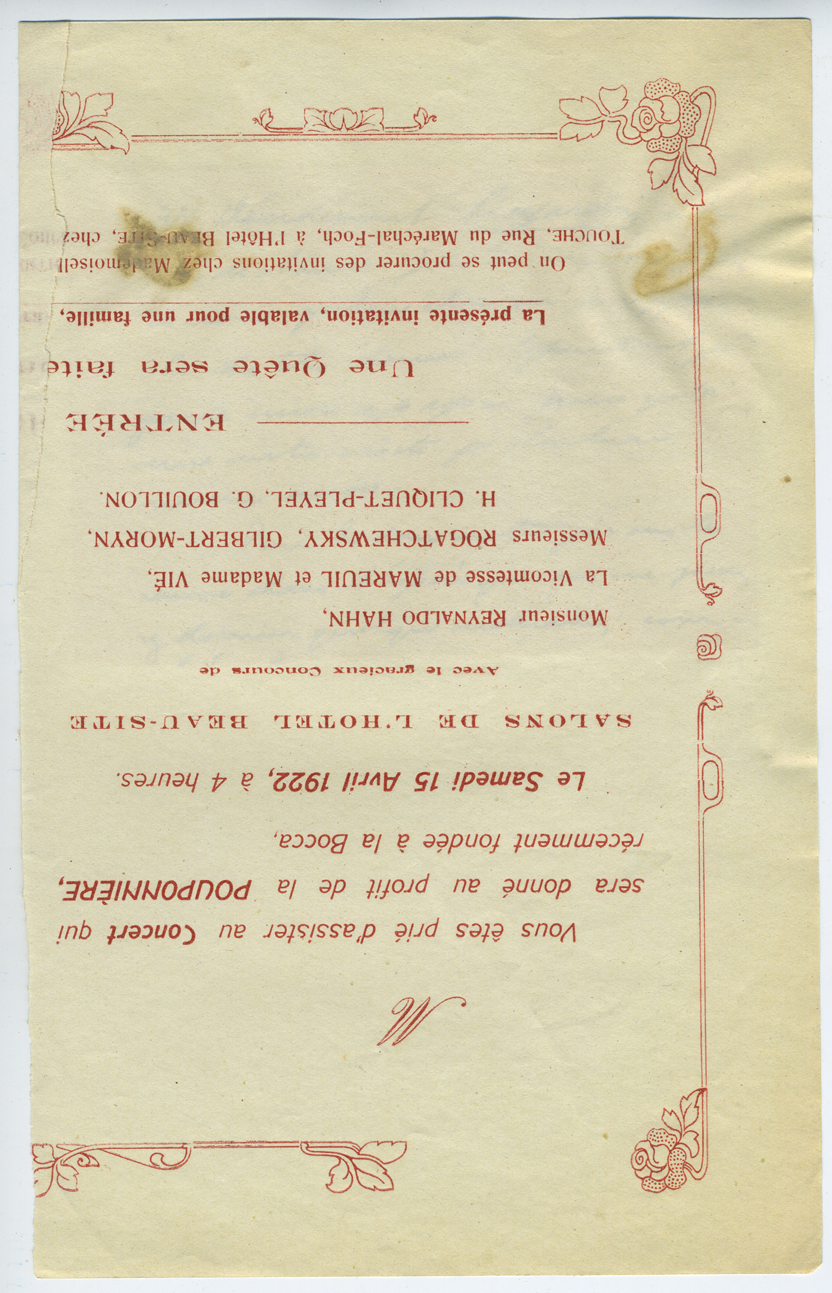 M
Vous êtes prié d'assister au Concert qui
sera donné au profit de la POUPONNIÈRE,
récemment fondée à la Bocca,
Le Samedi 15 Avril 1922, à 4 heures.
SALONS DE L'HOTEL BEAU-SITE
Avec le gracieux Concours de
Monsieur REYNALDO HAHN,
La Vicomtesse de MAREUIL et Madame VIÉ,
Messieurs ROGATCHEWSKY, GILBERT-MORYN,
H. CLIQUET-PLEYEL, G. BOUILLON.
ENTRÉE
Une Quête sera faite
La présente invitation, valable pour une famille,
On peut se procurer des invitations chez Mademoisell
TOUCHE, Rue du Maréchal-Foch, à l'Hôtel BEAU-SITE, chez